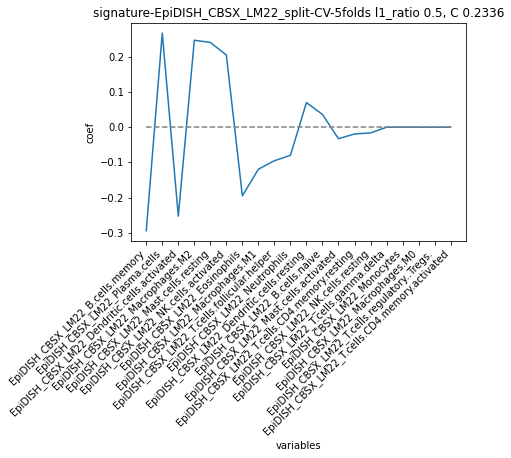 signature-EpiDISH_CBSX_LM22_split-CV-5folds l1_ratio 0.5, C 0.2336
coef
0.2
0.1
0.0
−0.1
−0.2
−0.3
EpiDISH_CBSX_LM22_B.cells.memory
EpiDISH_CBSX_LM22_Plasma.cells
EpiDISH_CBSX_LM22_Dendritic.cells.activated
EpiDISH_CBSX_LM22_Macrophages.M2
EpiDISH_CBSX_LM22_Mast.cells.resting
EpiDISH_CBSX_LM22_NK.cells.activated
EpiDISH_CBSX_LM22_Eosinophils
EpiDISH_CBSX_LM22_Macrophages.M1
EpiDISH_CBSX_LM22_T.cells.follicular.helper
EpiDISH_CBSX_LM22_Neutrophils
EpiDISH_CBSX_LM22_Dendritic.cells.resting
EpiDISH_CBSX_LM22_B.cells.naive
EpiDISH_CBSX_LM22_Mast.cells.activated
EpiDISH_CBSX_LM22_T.cells.CD4.memory.resting
EpiDISH_CBSX_LM22_NK.cells.resting
EpiDISH_CBSX_LM22_T.cells.gamma.delta
EpiDISH_CBSX_LM22_Monocytes
EpiDISH_CBSX_LM22_Macrophages.M0
EpiDISH_CBSX_LM22_T.cells.regulatory..Tregs.
EpiDISH_CBSX_LM22_T.cells.CD4.memory.activated
variables